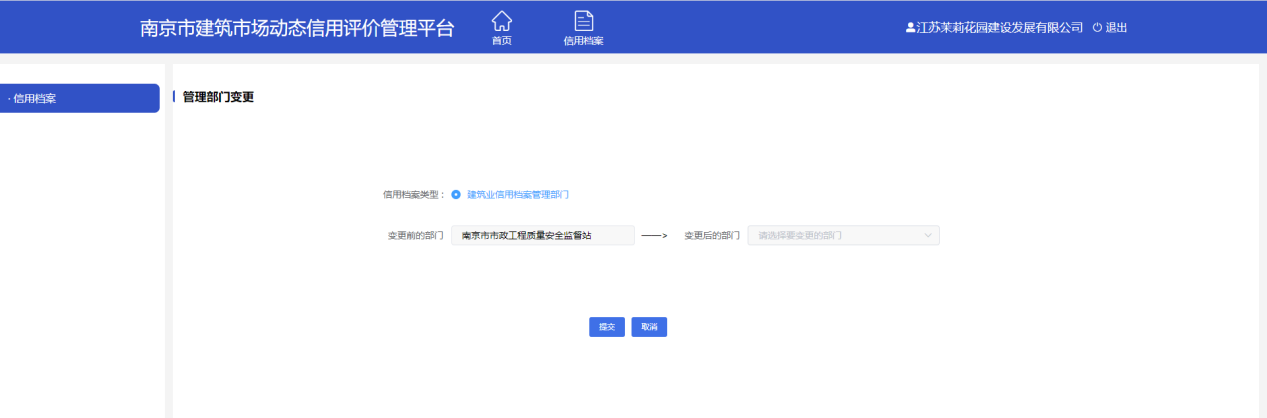 南京市建筑市场动态信用评价管理平台
首页
信用档案
江苏茉莉花园建设发展有限公司 退出
· 信用档案
管理部门变更
信用档案类型： 建筑业信用档案管理部门
变更前的部门 南京市市政工程质量安全监督站 ——> 变更后的部门 请选择要变更的部门
提交 取消